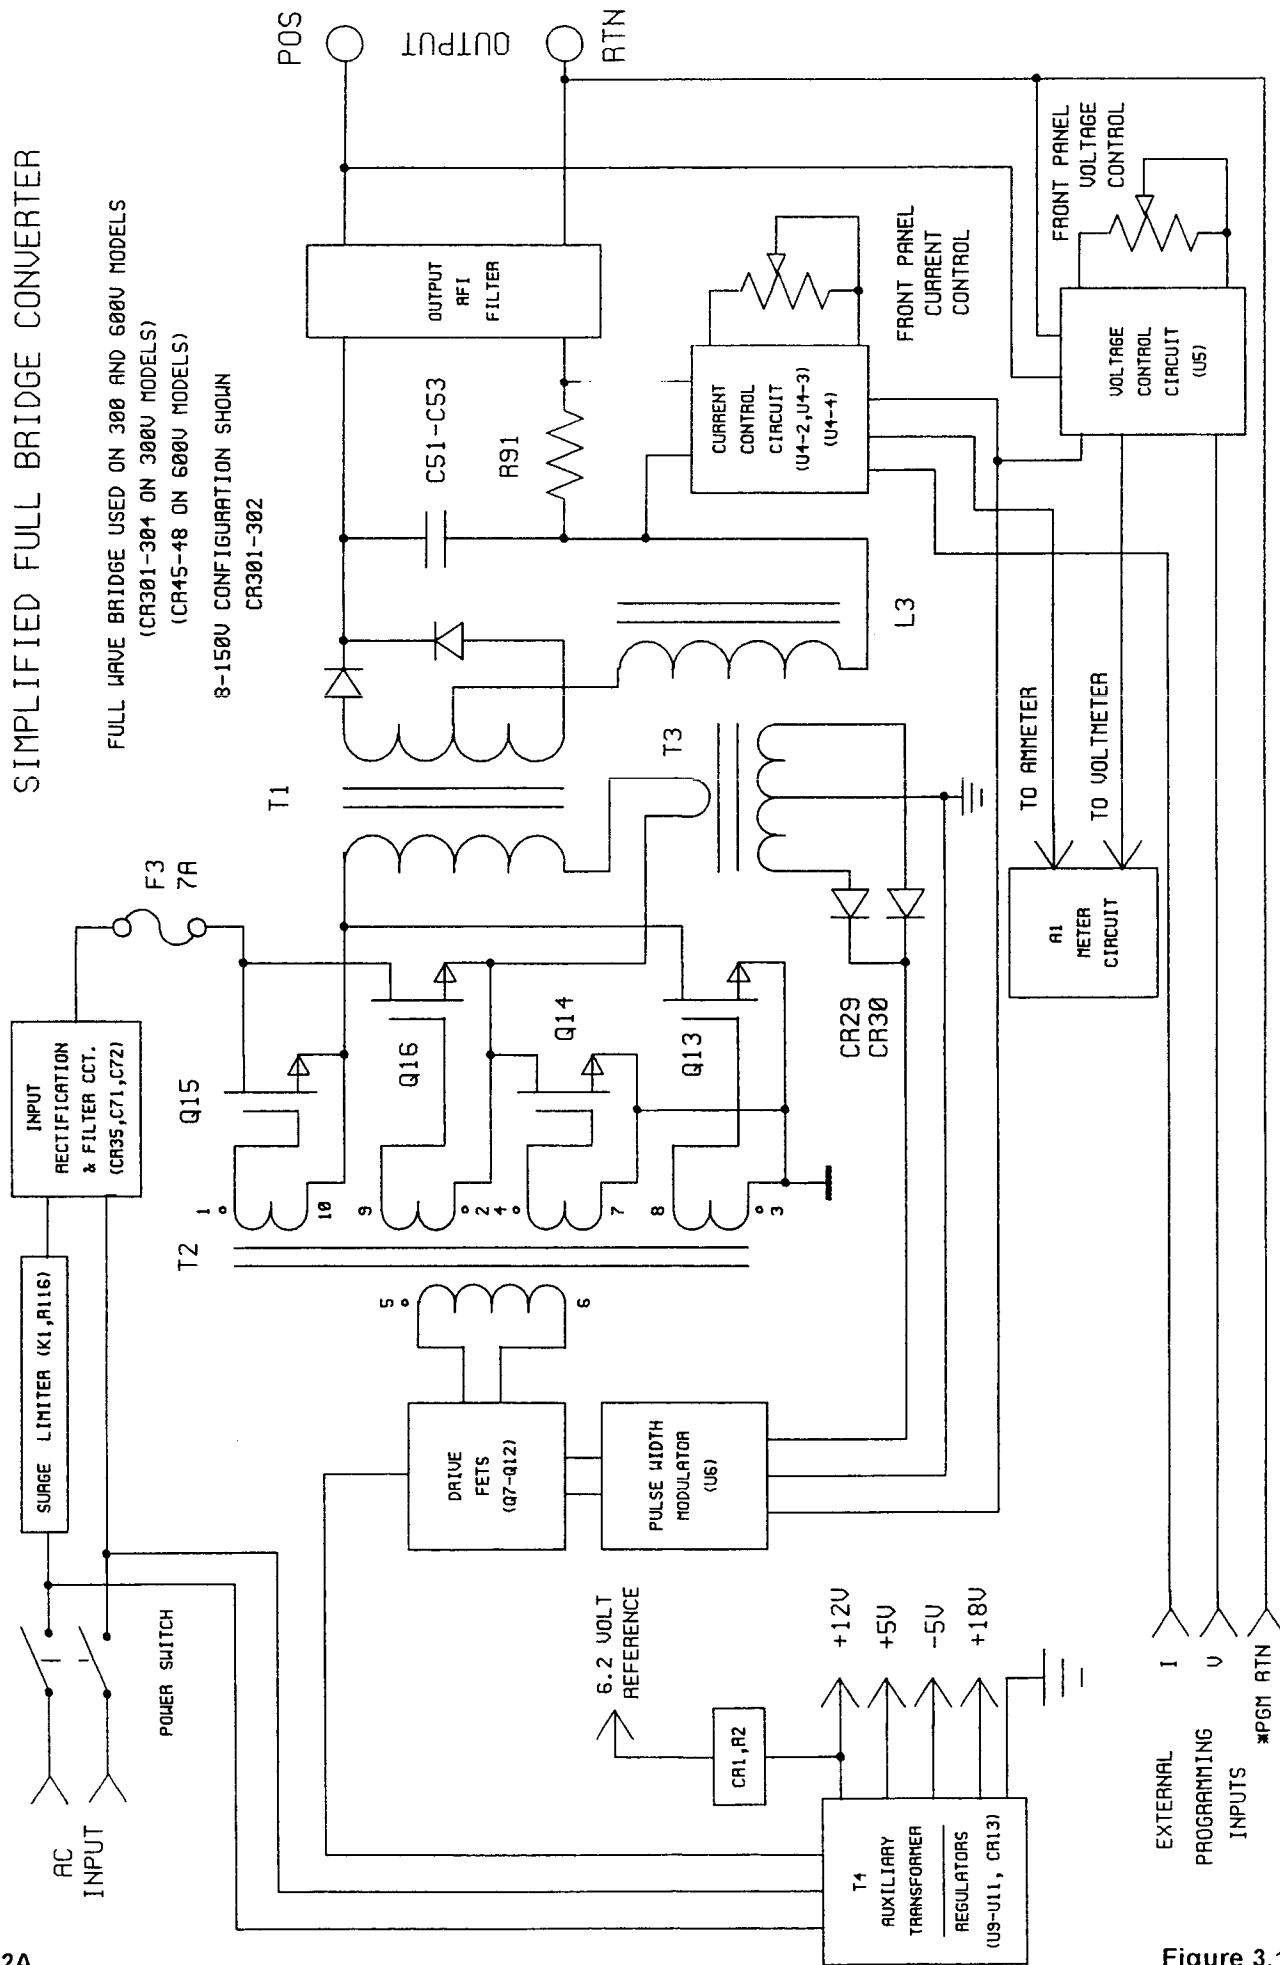 SIMPLIFIED FULL BRIDGE CONVERTER
FULL WAVE BRIDGE USED ON 300 AND 600V MODELS
(CR301-304 ON 300V MODELS)
(CR45-48 ON 600V MODELS)
8-150V CONFIGURATION SHOWN
CR301-302
AC
INPUT
POWER SWITCH
SURGE LIMITER (K1,R116)
INPUT
RECTIFICATION
& FILTER CCT.
(CR35,C71,C72)
F3
7A
Q15
Q16
Q14
Q13
T2
1
10
9
2
4
7
8
3
5
6
T1
T3
L3
C51-C53
R91
OUTPUT
RFI
FILTER
POS
OUTPUT
RTN
CURRENT
CONTROL
CIRCUIT
(U4-2,U4-3)
(U4-4)
FRONT PANEL
CURRENT
CONTROL
FRONT PANEL
VOLTAGE
CONTROL
VOLTAGE
CONTROL
CIRCUIT
(U5)
DRIVE
FETS
(Q7-Q12)
PULSE WIDTH
MODULATOR
(U6)
CR29
CR30
TO AMMETER
TO VOLTMETER
A1
METER
CIRCUIT
6.2 VOLT
REFERENCE
CR1,R2
+12V
+5V
-5V
+18V
T4
AUXILIARY
TRANSFORMER
REGULATORS
(U9-U11, CR13)
EXTERNAL
PROGRAMMING
INPUTS
I
V
*PGM RTN
2A
Figure 3.1